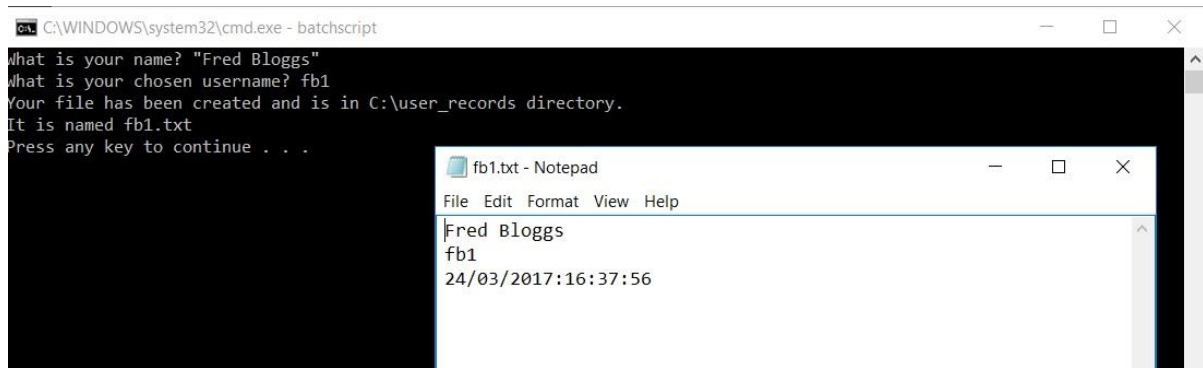 C:\WINDOWS\system32\cmd.exe - batchscript
What is your name? "Fred Bloggs"
What is your chosen username? fb1
Your file has been created and is in C:\user_records directory.
It is named fb1.txt
Press any key to continue . . .
fb1.txt - Notepad
File Edit Format View Help
Fred Bloggs
fb1
24/03/2017:16:37:56